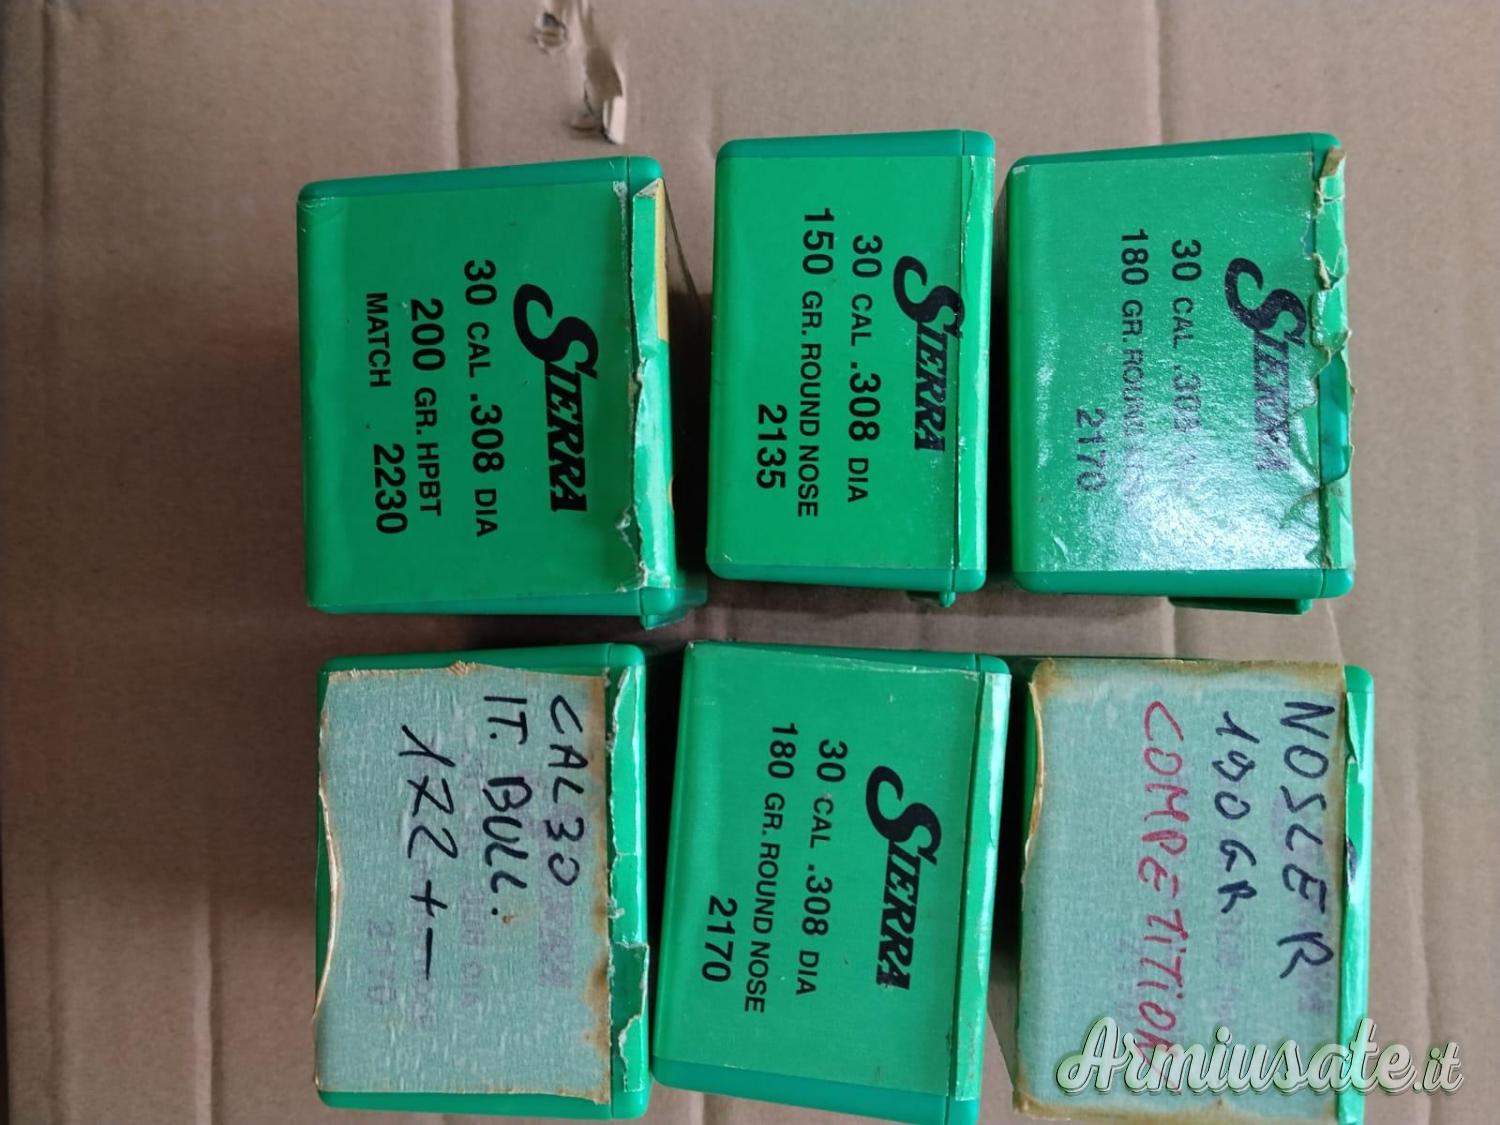 SIERRA
30 CAL .308 DIA
200 GR. HPBT
MATCH 2230
SIERRA
30 CAL .308 DIA
150 GR. ROUND NOSE
2135
SIERRA
30 CAL .308
180 GR. ROUND
2170
CAL 30
IT. BULL.
172 + -
SIERRA
30 CAL .308 DIA
180 GR. ROUND NOSE
2170
NOSLER
190 GR
COMPETITION
Armiusate.it